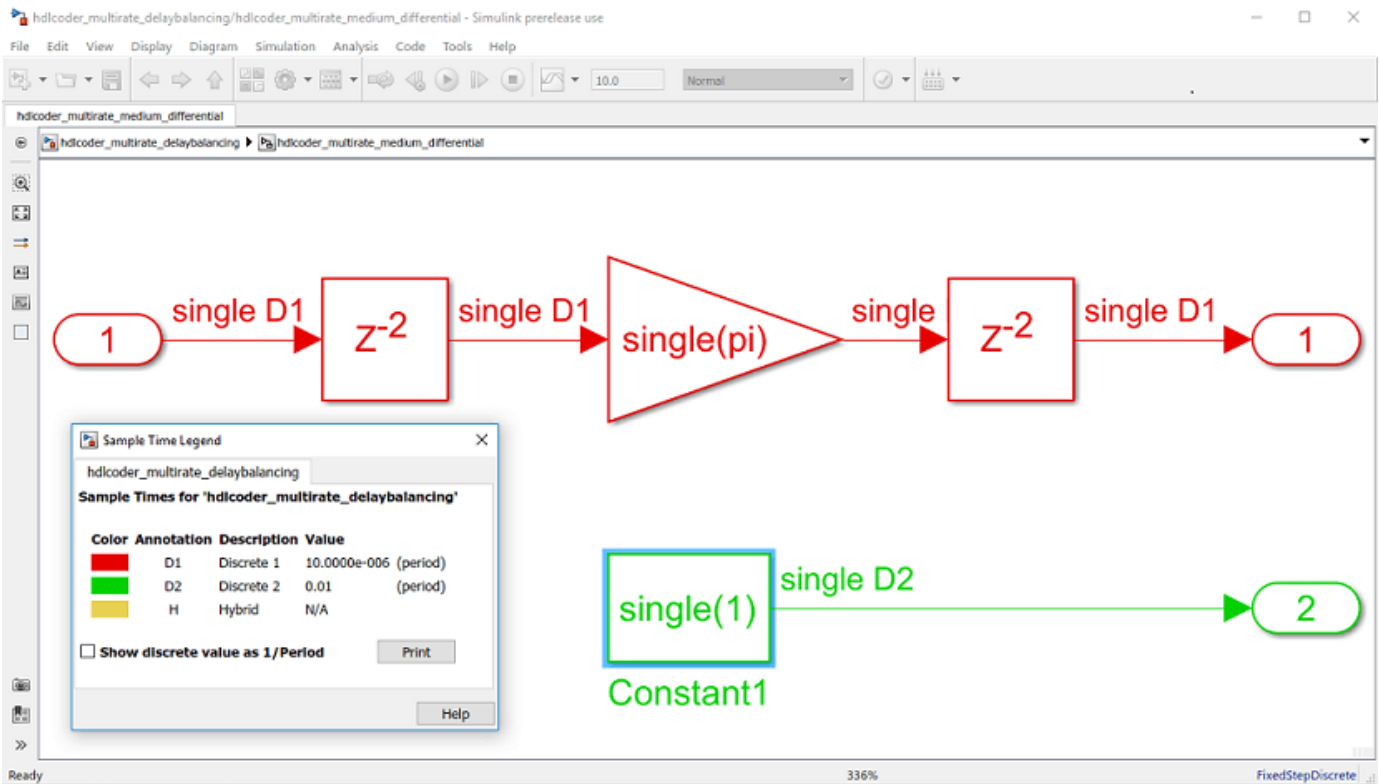 hdlcoder_multirate_delaybalancing/hdlcoder_multirate_medium_differential - Simulink prerelease use
File Edit View Display Diagram Simulation Analysis Code Tools Help
10.0 Normal
hdlcoder_multirate_medium_differential
hdlcoder_multirate_delaybalancing hdlcoder_multirate_medium_differential
single D1 single D1 single single D1
1 Z-2 single(pi) Z-2 1
Sample Time Legend
hdlcoder_multirate_delaybalancing
Sample Times for 'hdlcoder_multirate_delaybalancing'
Color Annotation Description Value
D1 Discrete 1 10.0000e-006 (period)
D2 Discrete 2 0.01 (period)
H Hybrid N/A
Show discrete value as 1/Period Print
Help
single D2
single(1) 2
Constant1
Ready 336% FixedStepDiscrete